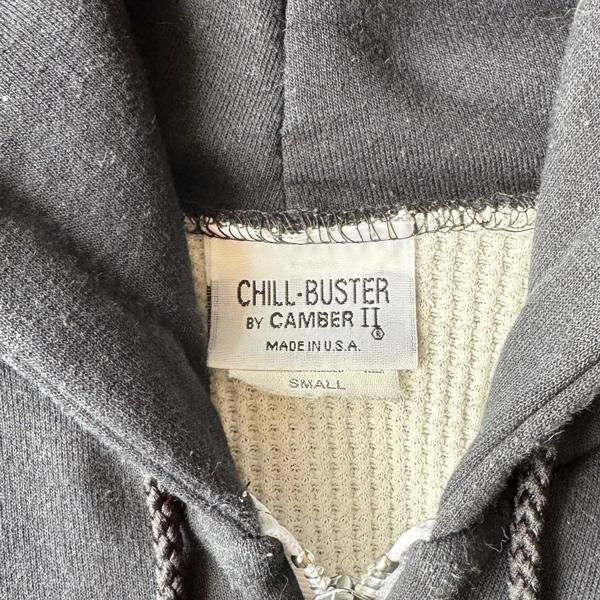 CHILL-BUSTER
BY CAMBER II ®
MADE IN U.S.A.
SMALL